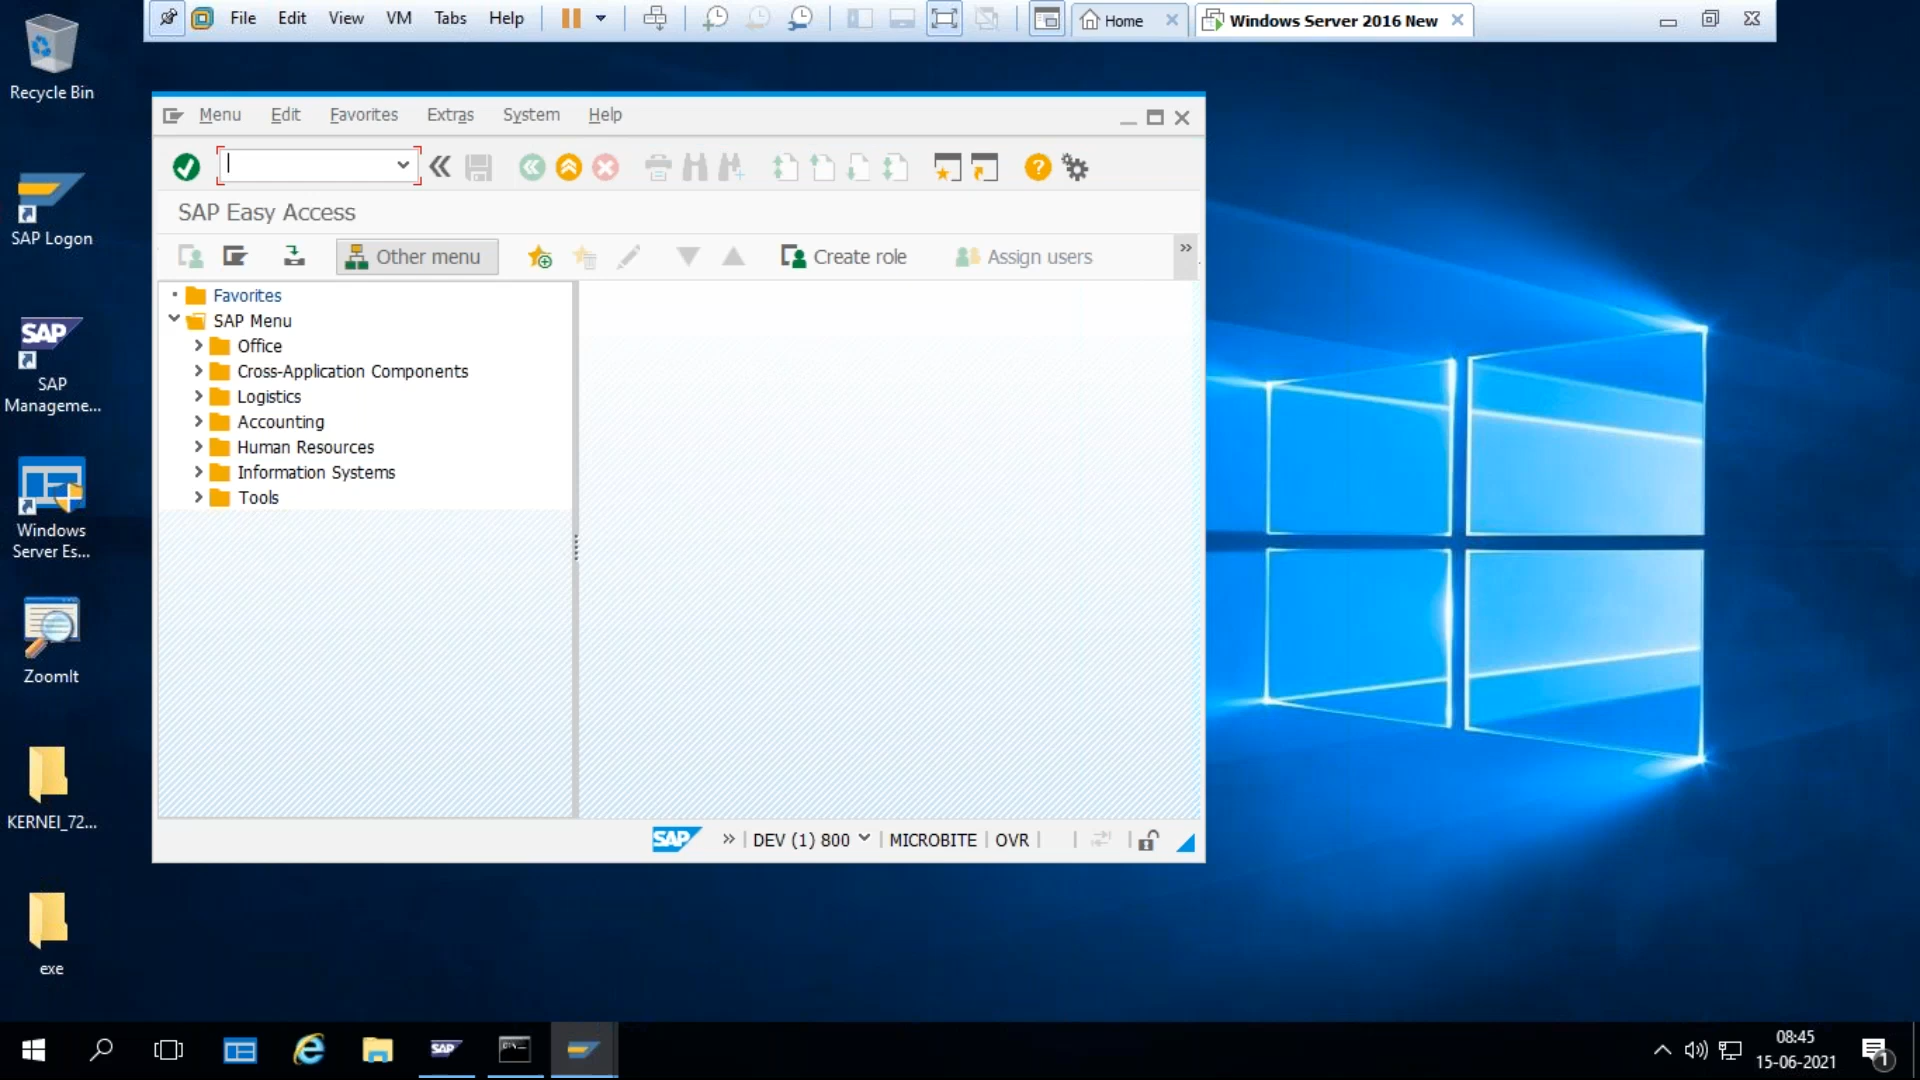 File Edit View VM Tabs Help Home Windows Server 2016 New
Recycle Bin
Menu Edit Favorites Extras System Help
SAP Easy Access
Other menu Create role Assign users
Favorites
SAP Menu
Office
Cross-Application Components
Logistics
Accounting
Human Resources
Information Systems
Tools
SAP DEV (1) 800 MICROBITE OVR
SAP Logon
SAP
SAP
Manageme...
Windows
Server Es...
ZoomIt
KERNEl_72...
exe
SAP
08:45
15-06-2021
1